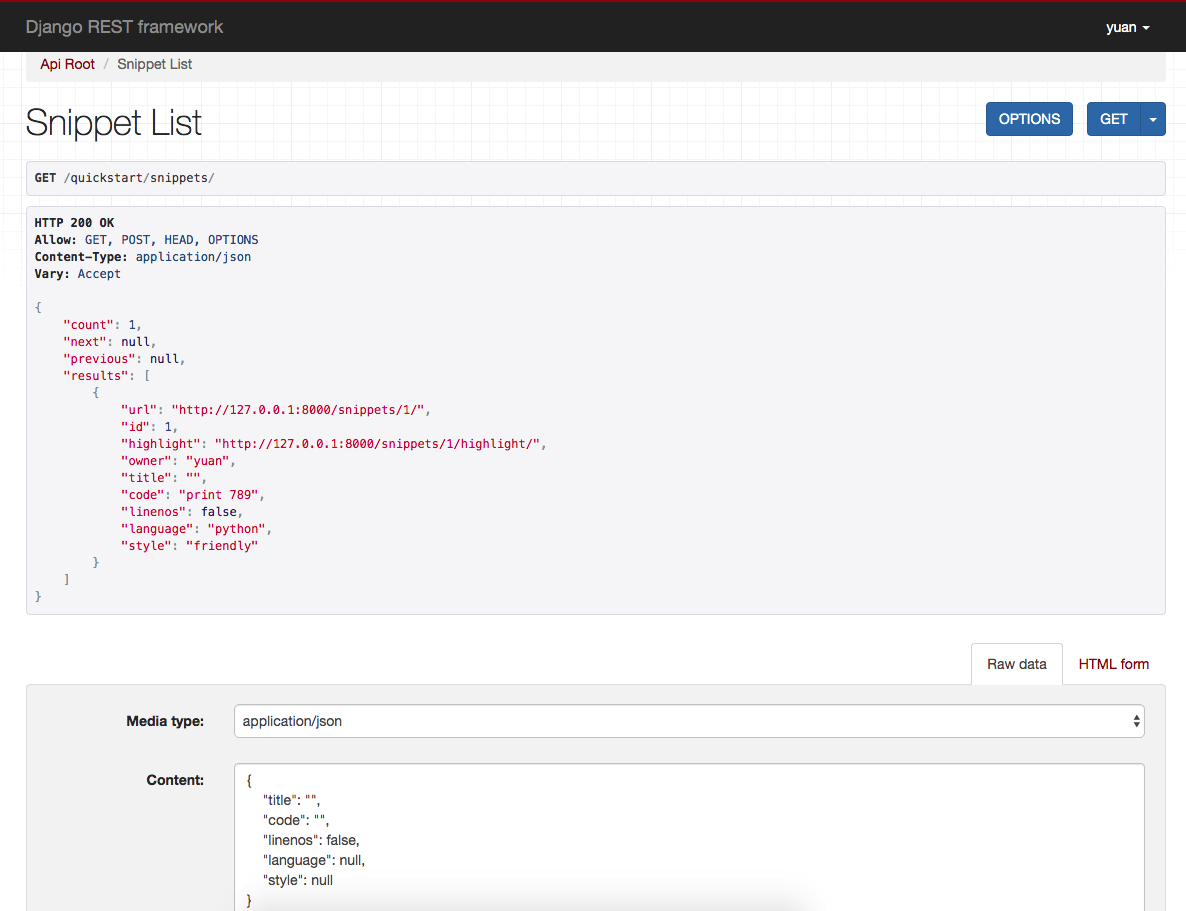 Django REST framework
yuan
Api Root / Snippet List
Snippet List
OPTIONS
GET
GET /quickstart/snippets/
HTTP 200 OK
Allow: GET, POST, HEAD, OPTIONS
Content-Type: application/json
Vary: Accept
{
    "count": 1,
    "next": null,
    "previous": null,
    "results": [
        {
            "url": "http://127.0.0.1:8000/snippets/1/",
            "id": 1,
            "highlight": "http://127.0.0.1:8000/snippets/1/highlight/",
            "owner": "yuan",
            "title": "",
            "code": "print 789",
            "linenos": false,
            "language": "python",
            "style": "friendly"
        }
    ]
}
Raw data
HTML form
Media type:
application/json
Content:
{
    "title": "",
    "code": "",
    "linenos": false,
    "language": null,
    "style": null
}